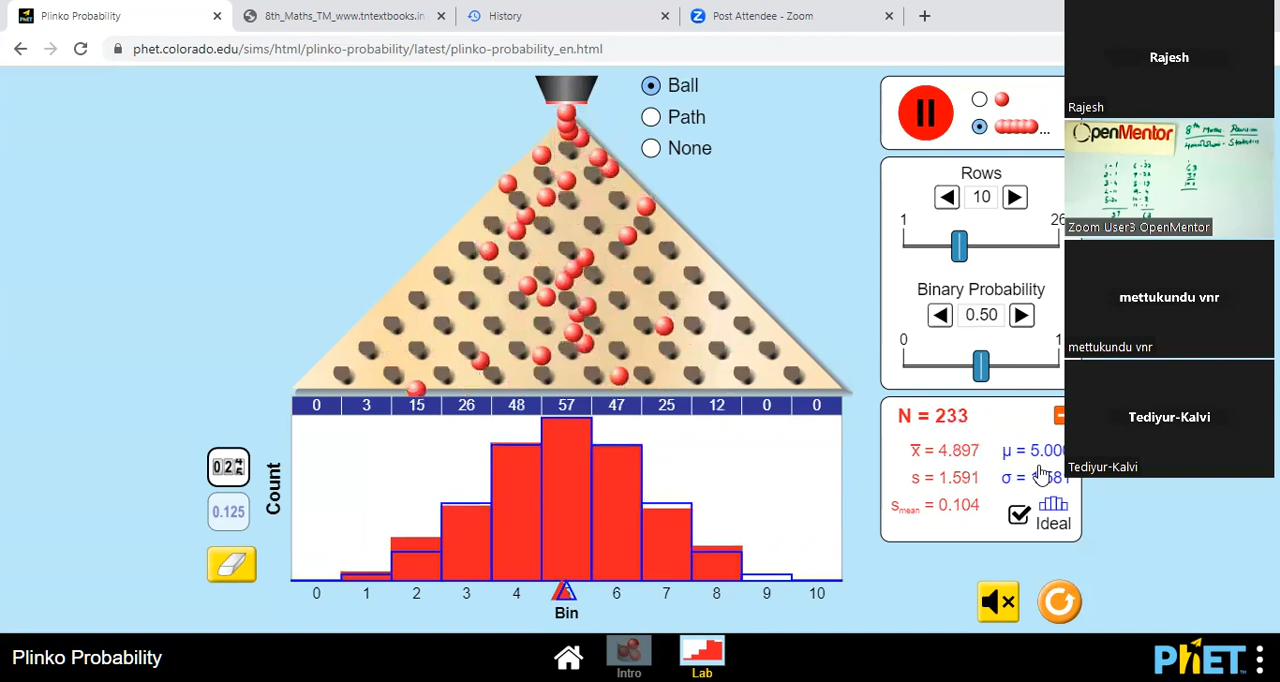 Plinko Probability
8th_Maths_TM_www.tntextbooks.in
History
Post Attendee - Zoom
phet.colorado.edu/sims/html/plinko-probability/latest/plinko-probability_en.html
Ball
Path
None
...
Rows
10
1
26
Binary Probability
0.50
0
1
0 3 15 26 48 57 47 25 12 0 0
Count
0.125
N = 233
x̅ = 4.897
μ = 5.000
s = 1.591
σ =
smean = 0.104
Ideal
0 1 2 3 4 6 7 8 9 10
Bin
Plinko Probability
Intro
Lab
PhET
Rajesh
Rajesh
OpenMentor
8th Maths Revision
Zoom User3 OpenMentor
mettukundu vnr
mettukundu vnr
Tediyur-Kalvi
Tediyur-Kalvi